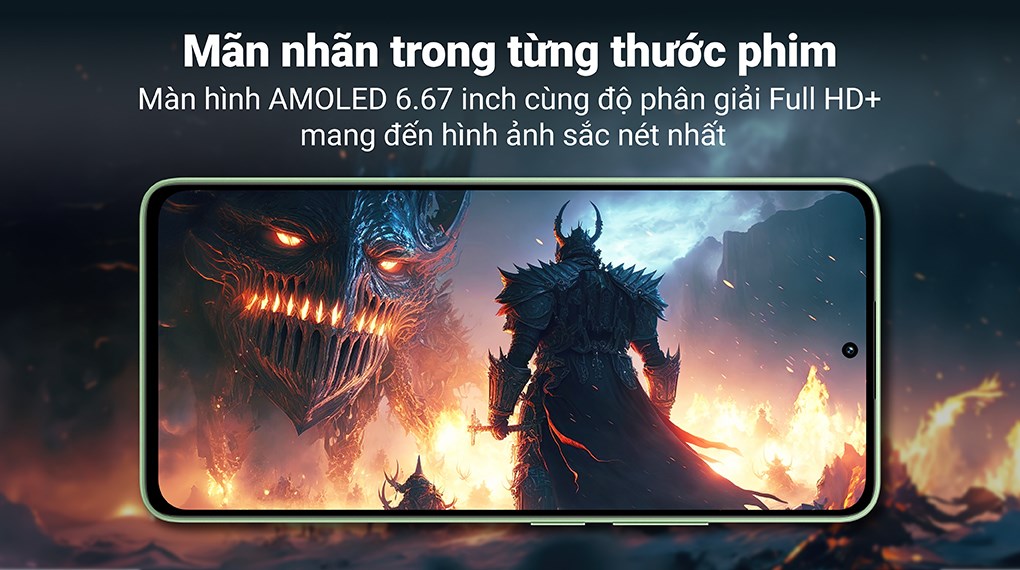 Mãn nhãn trong từng thước phim
Màn hình AMOLED 6.67 inch cùng độ phân giải Full HD+
mang đến hình ảnh sắc nét nhất